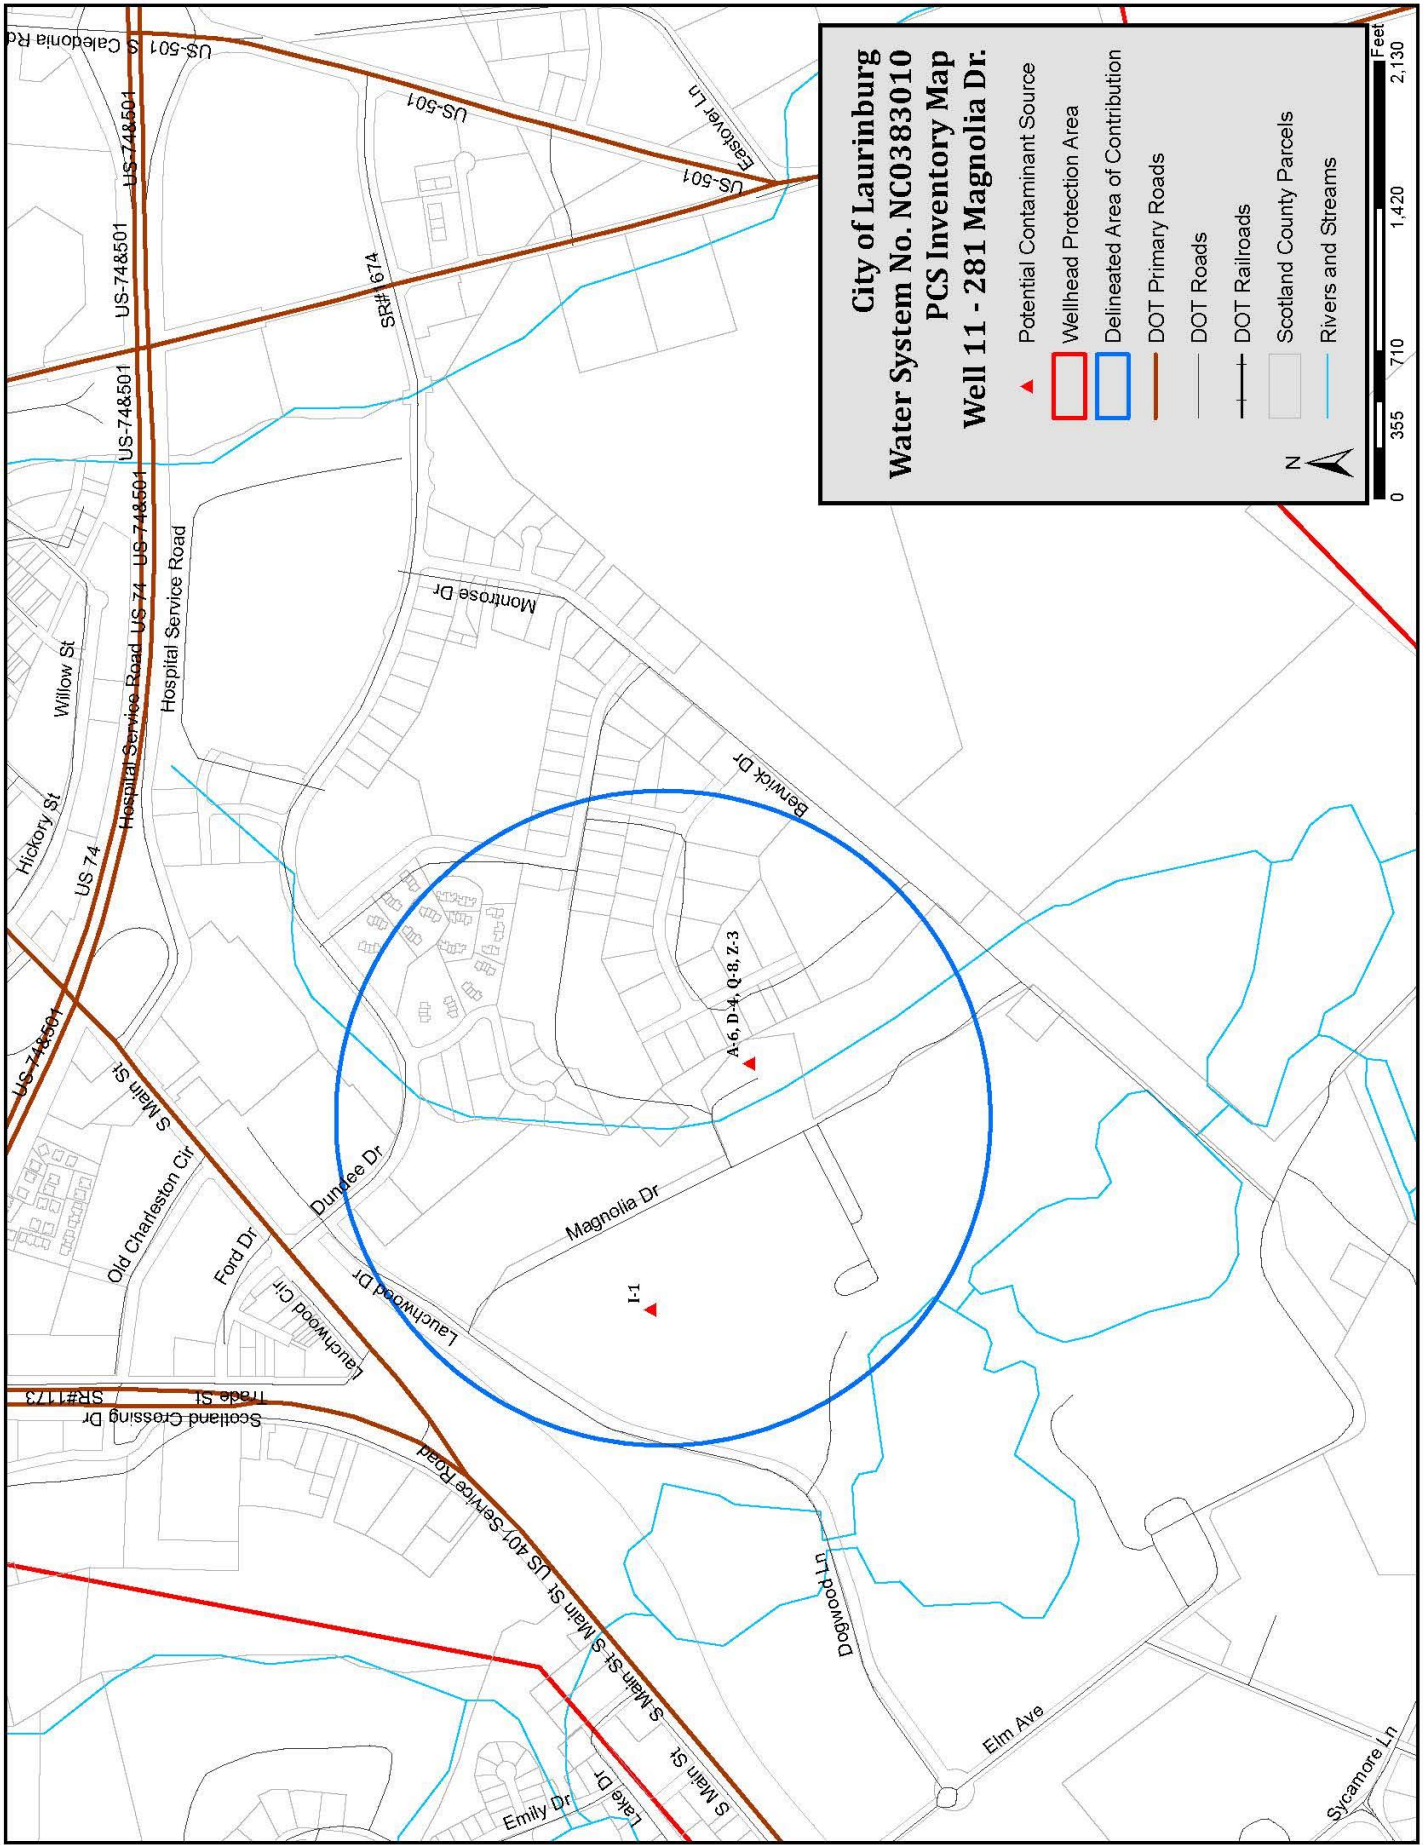 City of Laurinburg
Water System No. NC0383010
PCS Inventory Map
Well 11 - 281 Magnolia Dr.
Potential Contaminant Source
Wellhead Protection Area
Delineated Area of Contribution
DOT Primary Roads
DOT Roads
DOT Railroads
Scotland County Parcels
Rivers and Streams
N
0 355 710 1,420 2,130
Feet
S Caledonia Rd
US-501
US-74&501
US-74&501
US-74&501
US-74&501
US 74
Hospital Service Road
Hospital Service Road
US-501
US-501
Eastover Ln
SR#1674
Willow St
Hickory St
US 74
US-74&501
Montrose Dr
Berwick Dr
S Main St
Old Charleston Cir
Ford Dr
Lauchwood Cir
Dundee Dr
Lauchwood Dr
Magnolia Dr
A-6, D-4, Q-8, Z-3
I-1
SR#1173
Trade St
Scotland Crossing Dr
US 401 Service Road
S Main St
S Main St
S Main St
S Main St
Dogwood Ln
Elm Ave
Sycamore Ln
Emily Dr
Lake Dr